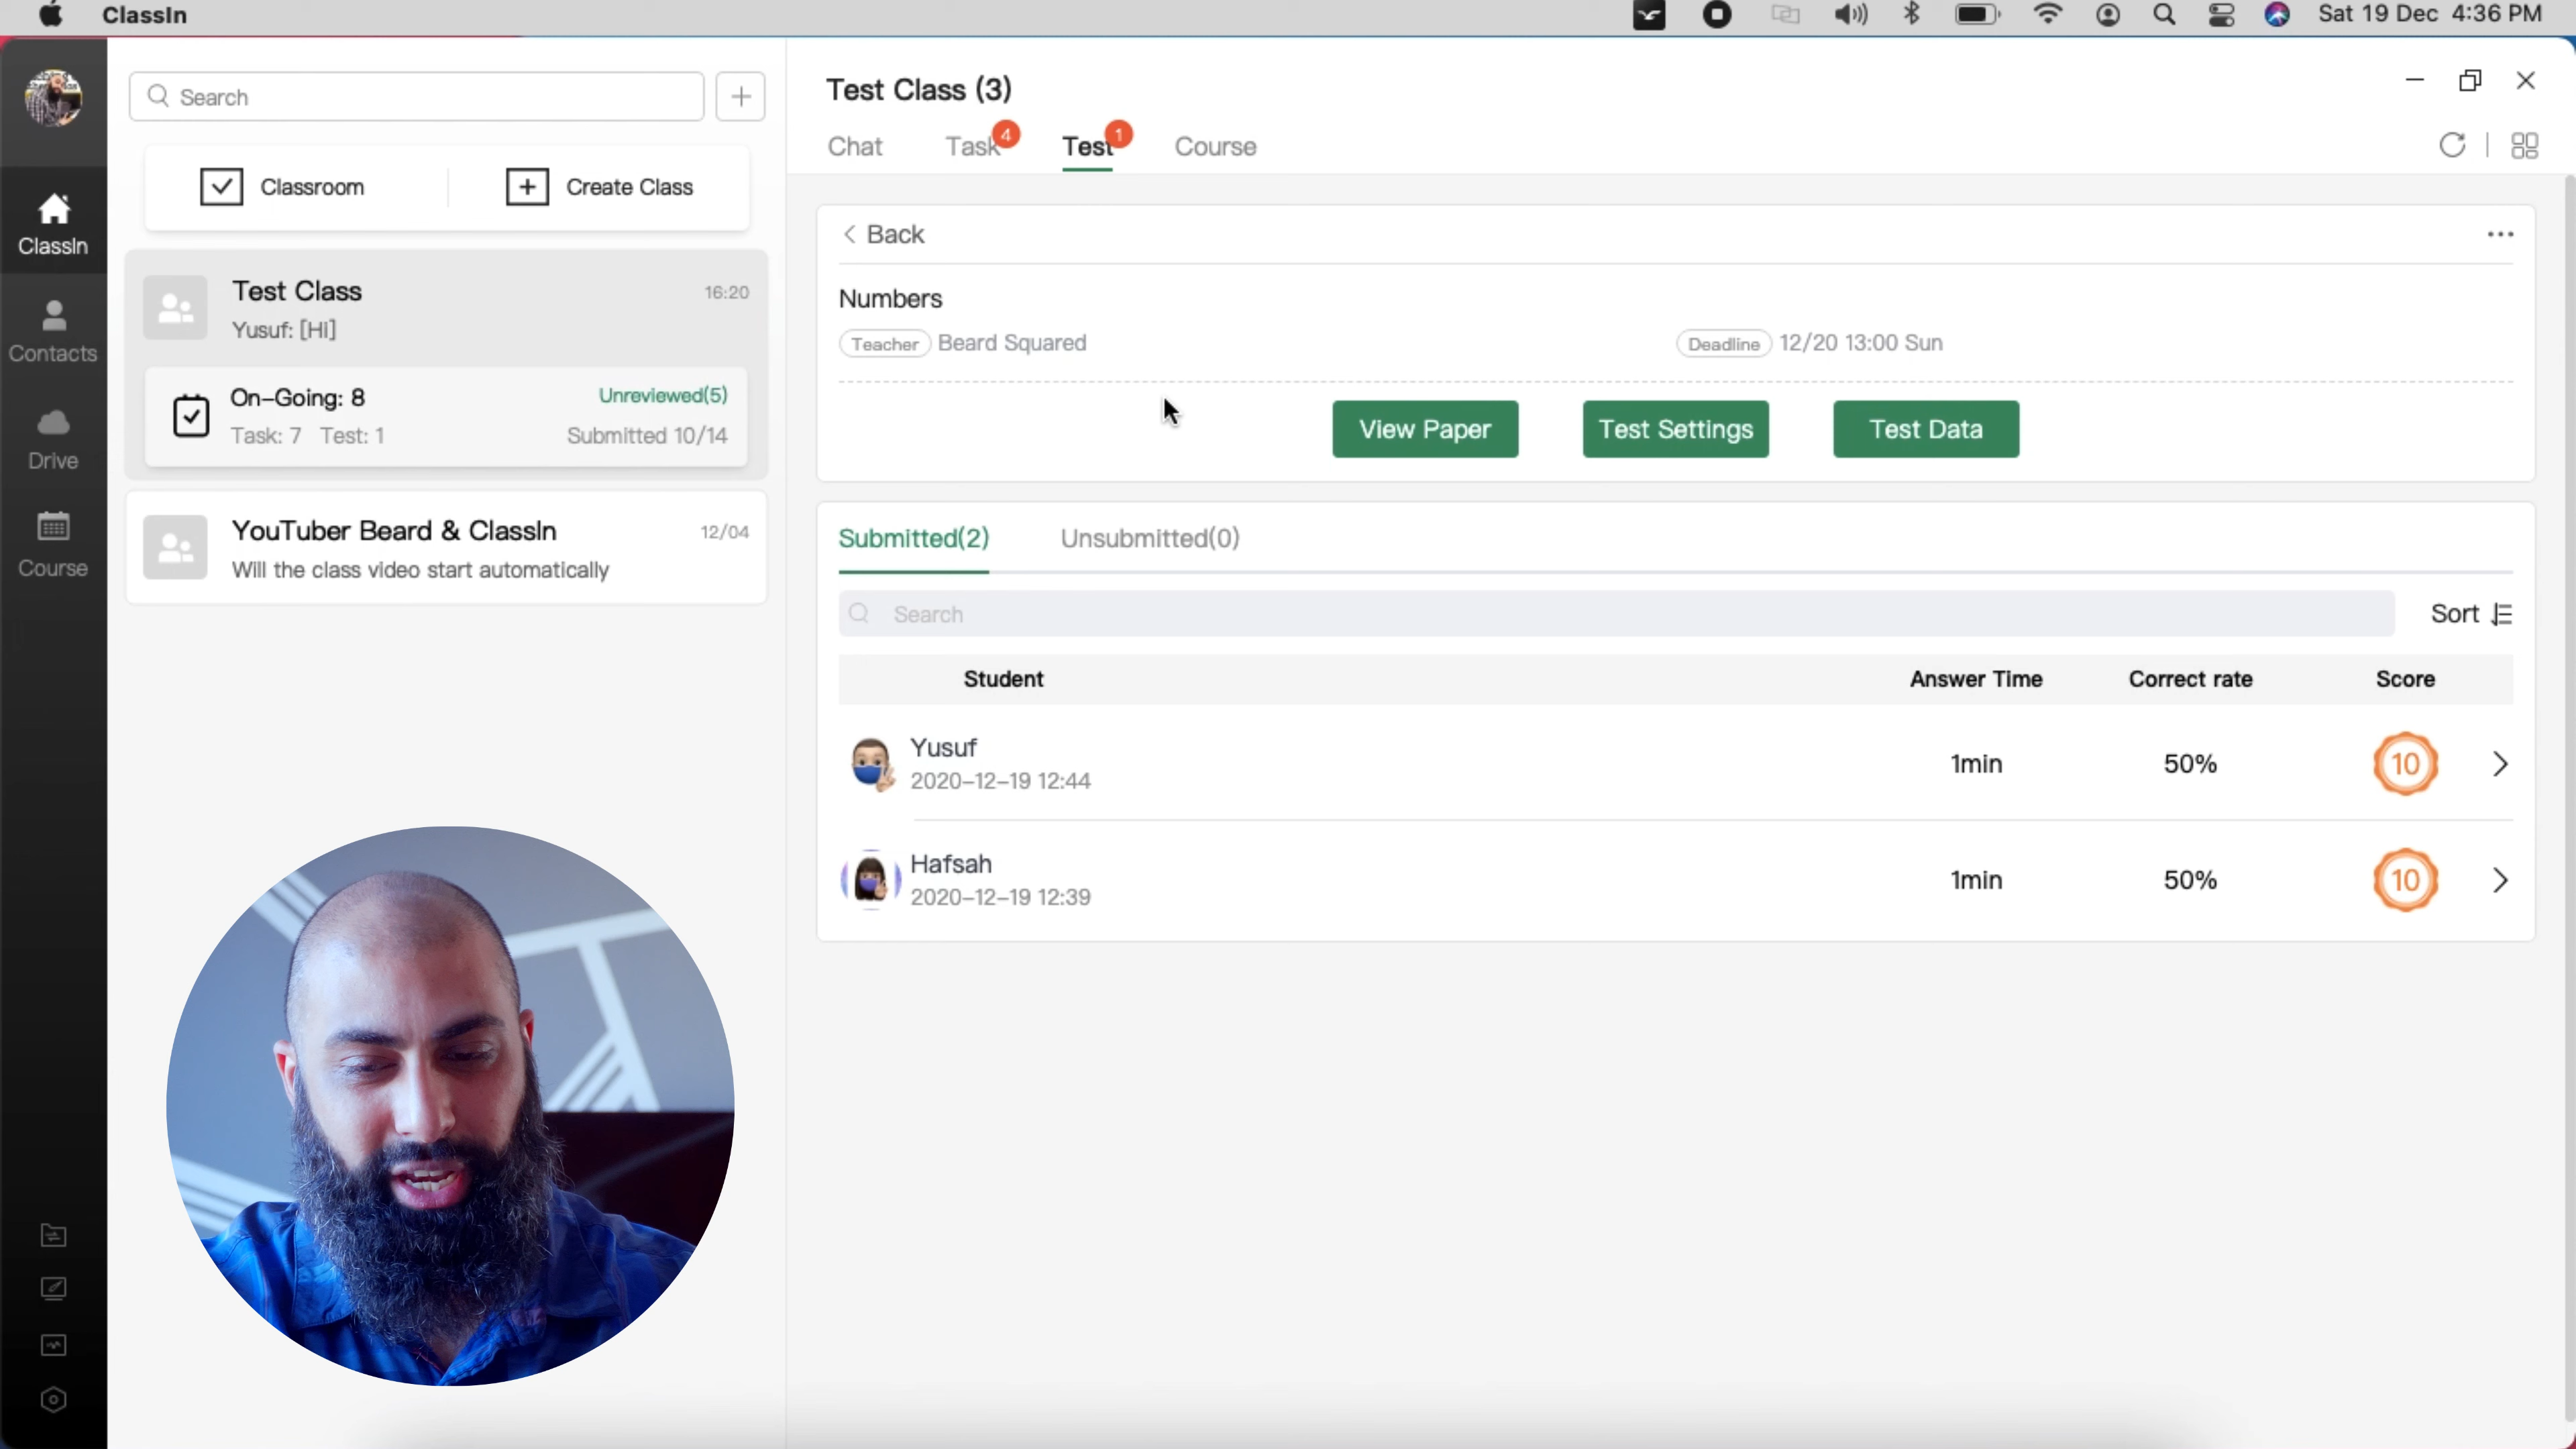 ClassIn
Sat 19 Dec 4:36 PM
Search
Classroom
Create Class
ClassIn
Contacts
Drive
Course
Test Class
16:20
Yusuf: [Hi]
On-Going: 8
Unreviewed(5)
Task: 7 Test: 1
Submitted 10/14
YouTuber Beard & ClassIn
12/04
Will the class video start automatically
Test Class (3)
Chat
Task
4
Test
1
Course
Back
Numbers
Teacher Beard Squared
Deadline 12/20 13:00 Sun
View Paper
Test Settings
Test Data
Submitted(2)
Unsubmitted(0)
Search
Sort
Student
Answer Time
Correct rate
Score
Yusuf
2020-12-19 12:44
1min
50%
10
Hafsah
2020-12-19 12:39
1min
50%
10